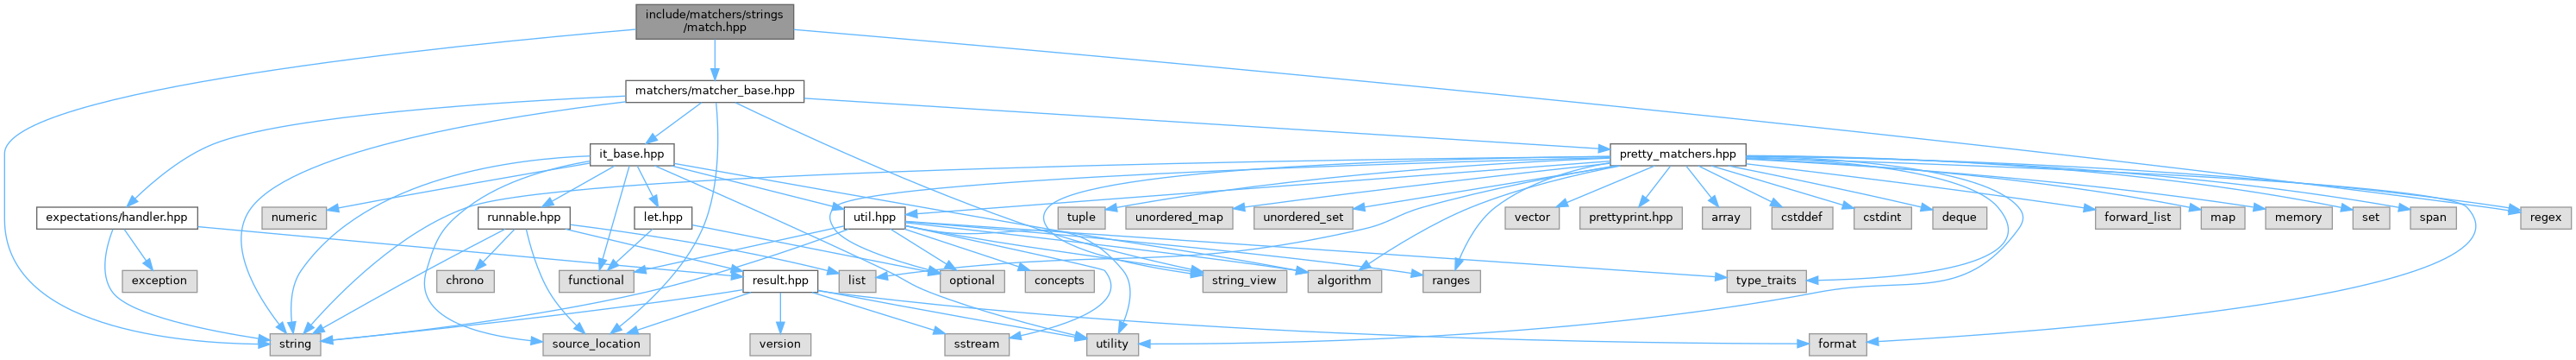 include/matchers/strings
/match.hpp
matchers/matcher_base.hpp
it_base.hpp
pretty_matchers.hpp
expectations/handler.hpp
numeric
runnable.hpp
let.hpp
util.hpp
tuple
unordered_map
unordered_set
vector
prettyprint.hpp
array
cstddef
cstdint
deque
forward_list
map
memory
set
span
regex
exception
chrono
functional
result.hpp
list
optional
concepts
string_view
algorithm
ranges
type_traits
string
source_location
version
sstream
utility
format